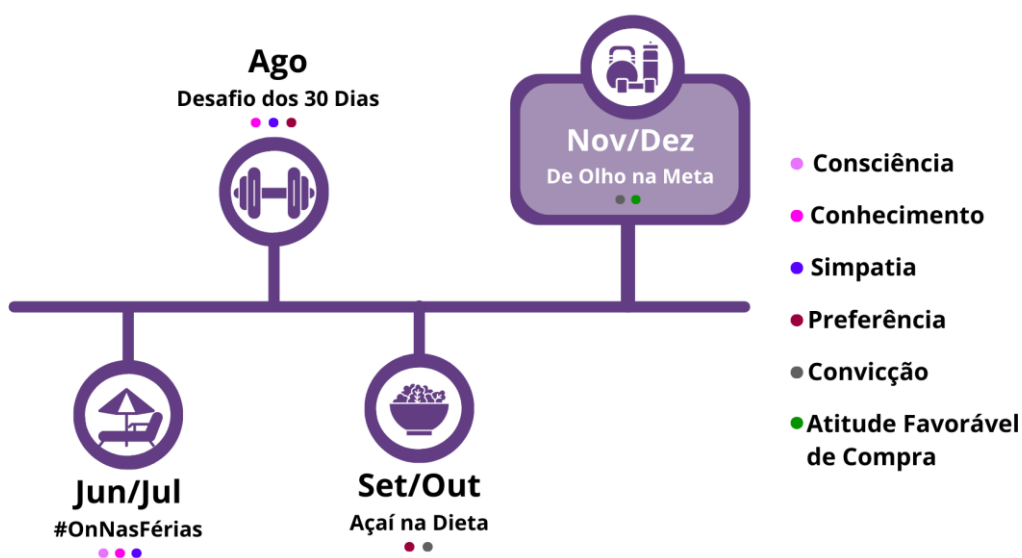 Ago
Desafio dos 30 Dias
Nov/Dez
De Olho na Meta
Jun/Jul
#OnNasFérias
Set/Out
Açaí na Dieta
Consciência
Conhecimento
Simpatia
Preferência
Convicção
Atitude Favorável
de Compra